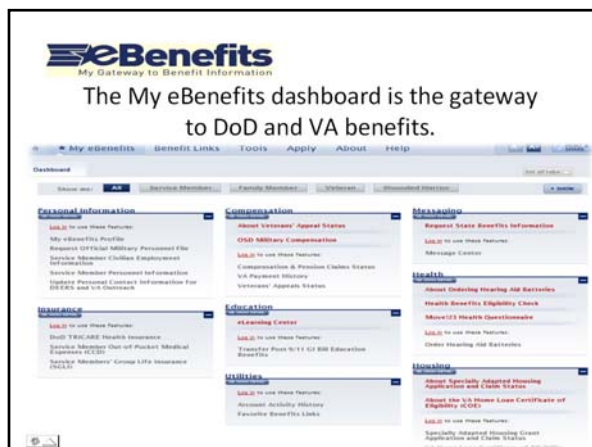 eBenefits
My Gateway to Benefit Information
The My eBenefits dashboard is the gateway
to DoD and VA benefits.
My eBenefits Benefit Links Tools Apply About Help
Dashboard
Show me: All Service Member Family Member Veteran Wounded Warrior
Personal Information
Log in to use these features:
My eBenefits Profile
Request Official Military Personnel File
Service Member Civilian Employment
Information
Service Member Personnel Information
Update Personal Contact Information for
DEERS and VA Outreach
Insurance
Log in to use these features:
DoD TRICARE Health Insurance
Service Member Out-of-Pocket Medical
Expenses (CCD)
Service Members' Group Life Insurance
(SGLI)
Compensation
About Veterans' Appeal Status
OSD Military Compensation
Log in to use these features:
Compensation & Pension Claims Status
VA Payment History
Veterans' Appeals Status
Education
eLearning Center
Log in to use these features:
Transfer Post-9/11 GI Bill Education
Benefits
Utilities
Log in to use these features:
Account Activity History
Favorite Benefits Links
Messaging
Request State Benefits Information
Log in to use these features:
Message Center
Health
About Ordering Hearing Aid Batteries
Health Benefits Eligibility Check
Move!23 Health Questionnaire
Log in to use these features:
Order Hearing Aid Batteries
Housing
About Specially Adapted Housing
Application and Claim Status
About the VA Home Loan Certificate of
Eligibility (COE)
Log in to use these features:
Specially Adapted Housing Grant
Application and Claim Status